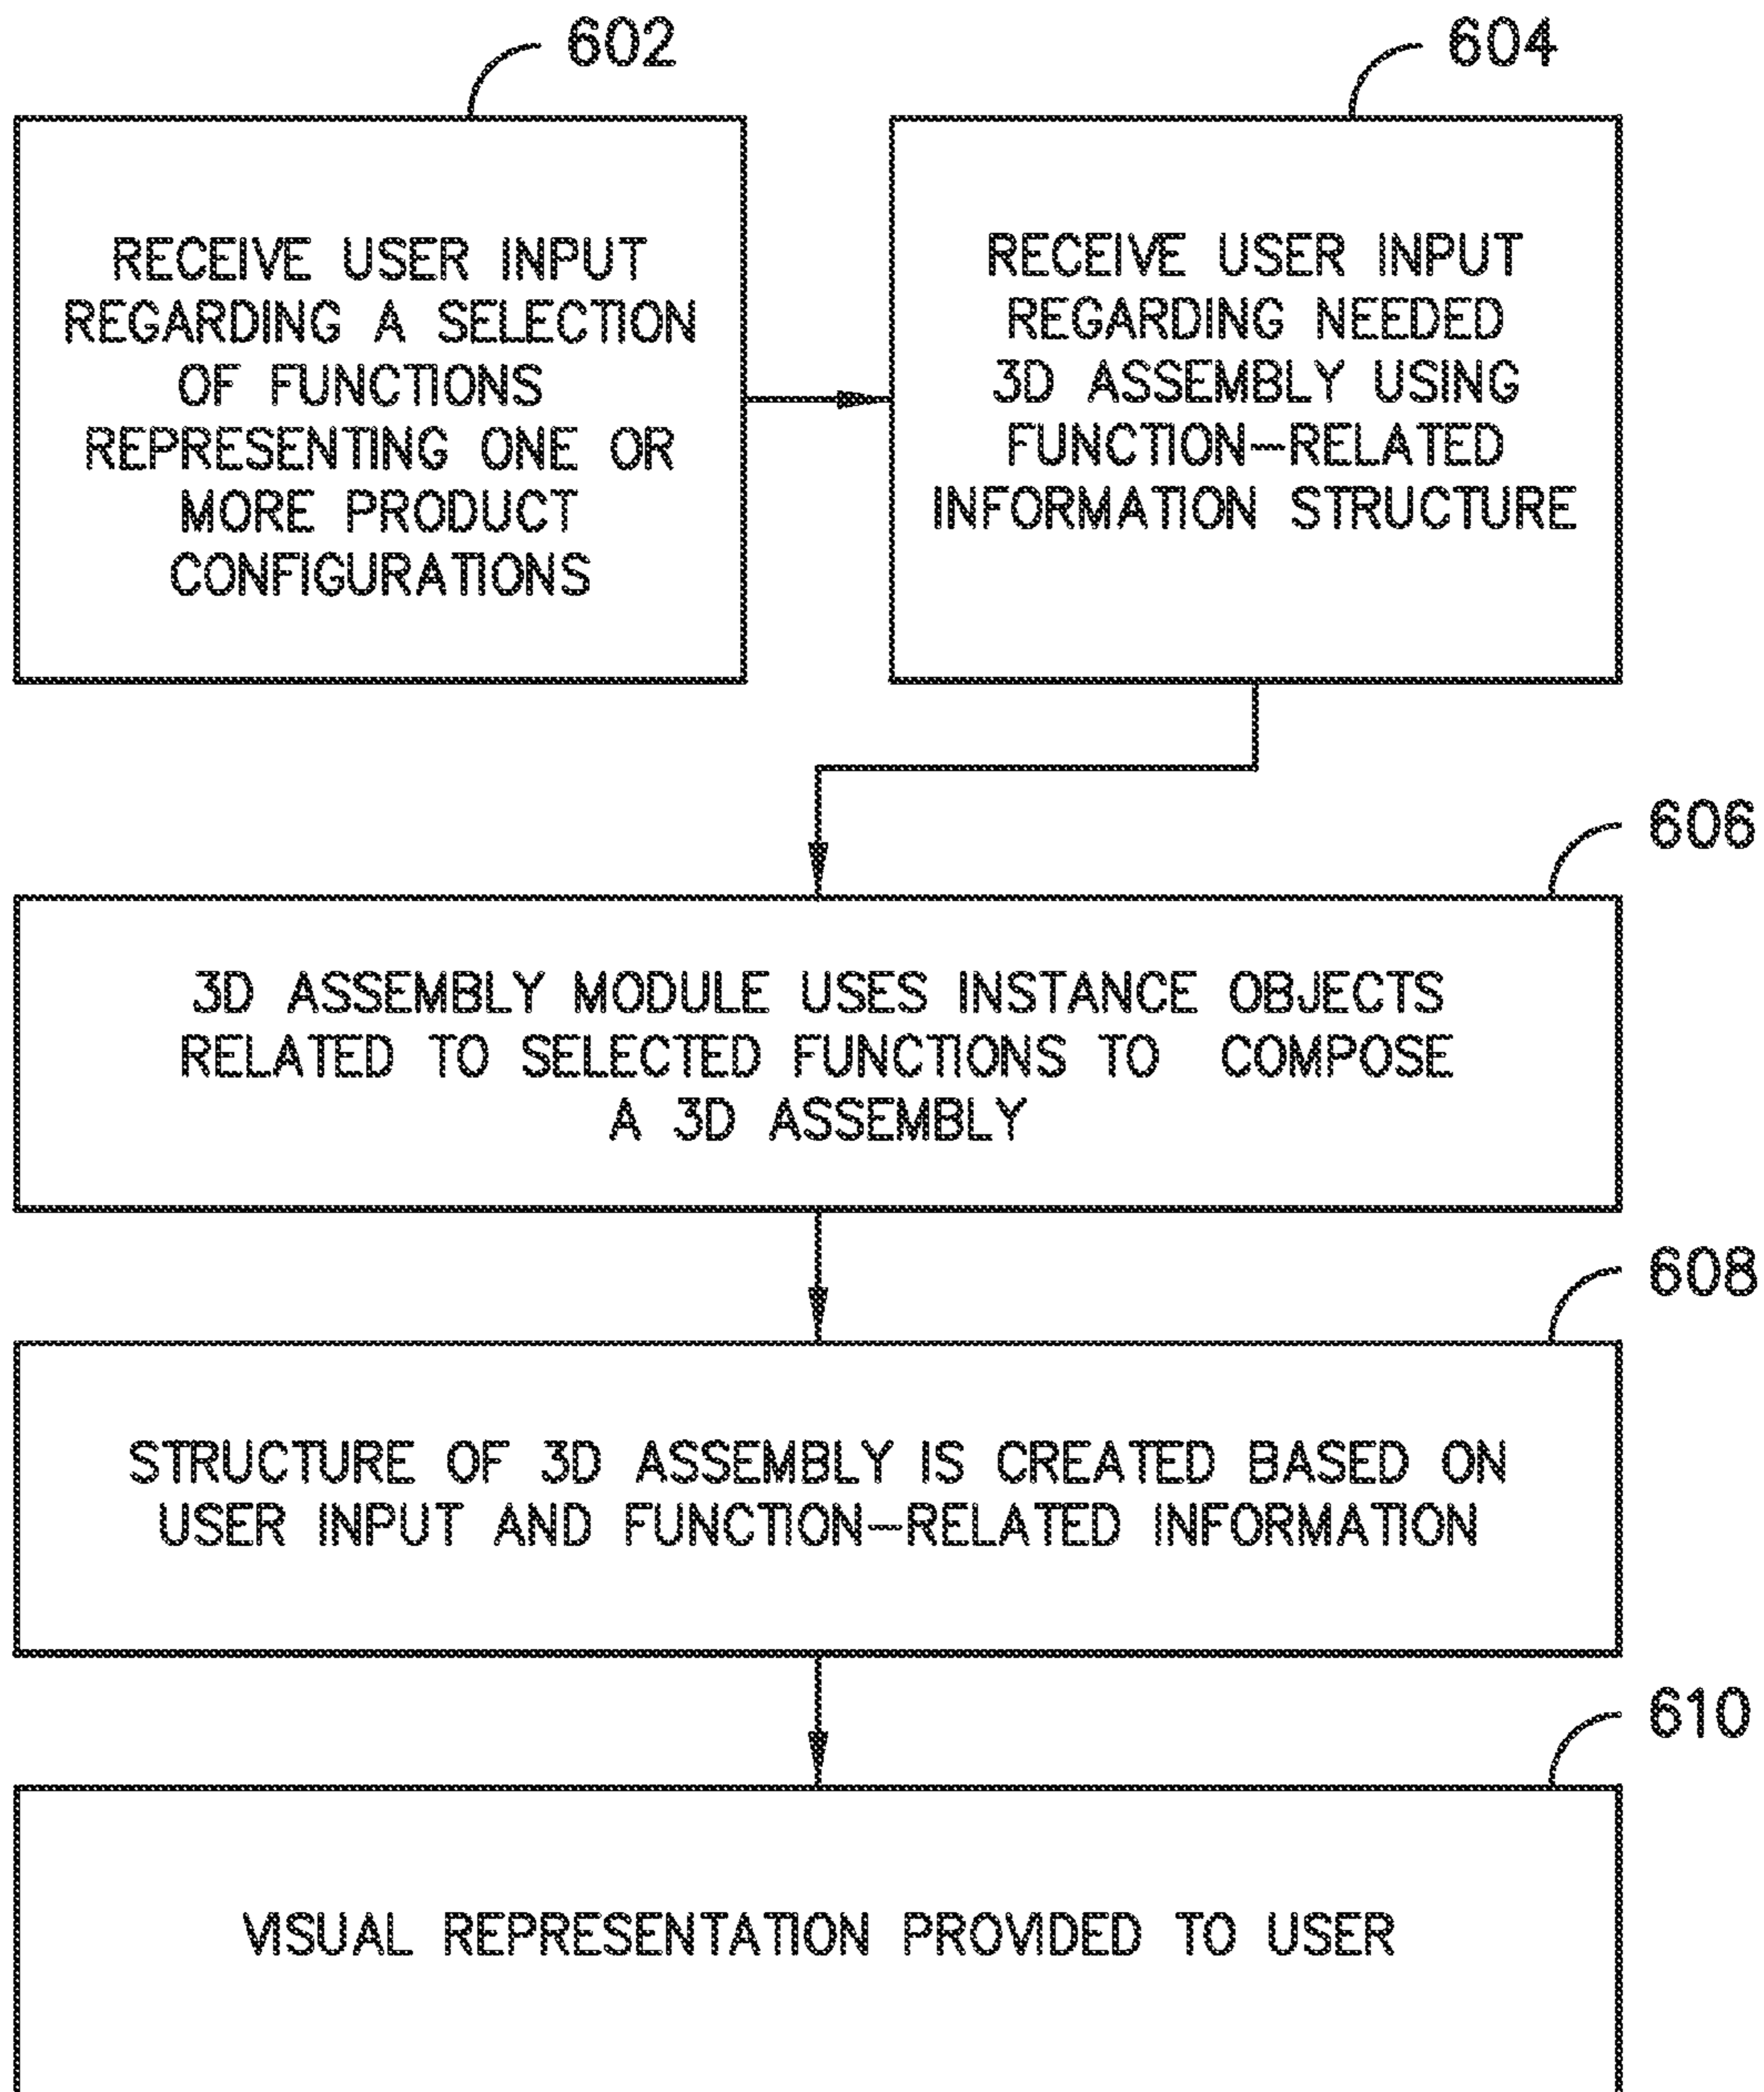 602
RECEIVE USER INPUT
REGARDING A SELECTION
OF FUNCTIONS
REPRESENTING ONE OR
MORE PRODUCT
CONFIGURATIONS
604
RECEIVE USER INPUT
REGARDING NEEDED
3D ASSEMBLY USING
FUNCTION-RELATED
INFORMATION STRUCTURE
606
3D ASSEMBLY MODULE USES INSTANCE OBJECTS
RELATED TO SELECTED FUNCTIONS TO COMPOSE
A 3D ASSEMBLY
608
STRUCTURE OF 3D ASSEMBLY IS CREATED BASED ON
USER INPUT AND FUNCTION-RELATED INFORMATION
610
VISUAL REPRESENTATION PROVIDED TO USER